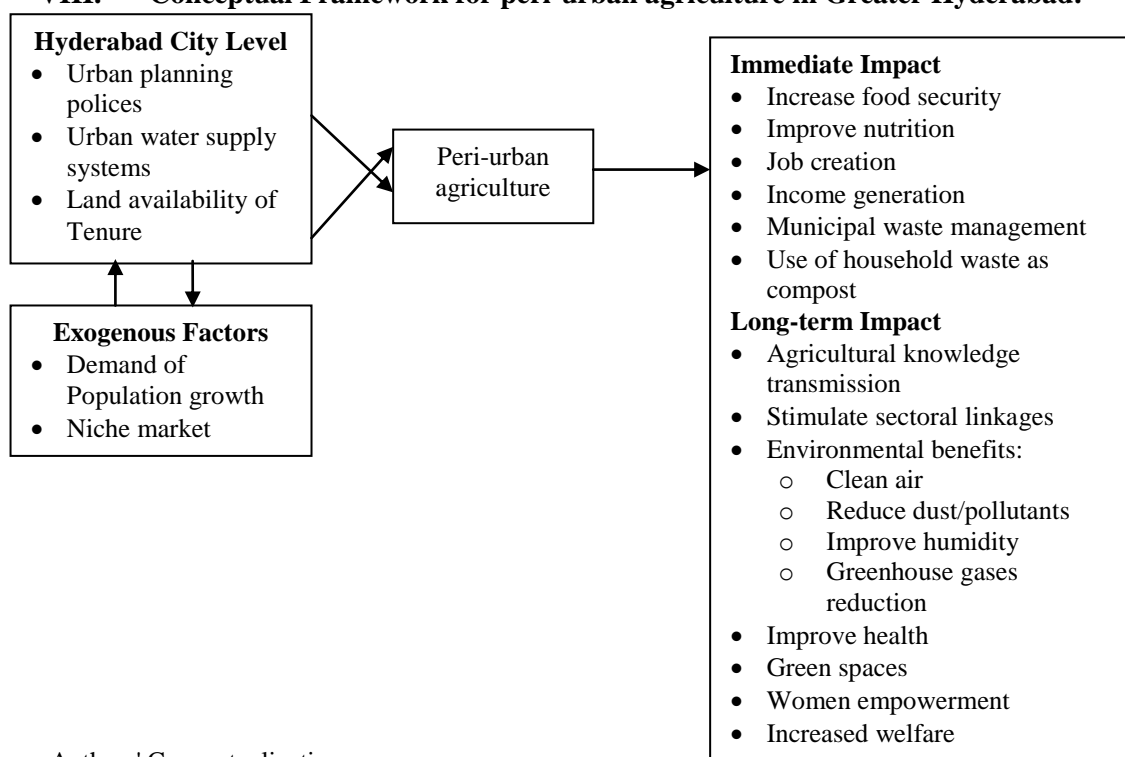 VIII. Conceptual Framework for peri-urban agriculture in Greater Hyderabad:
Hyderabad City Level
• Urban planning
polices
• Urban water supply
systems
• Land availability of
Tenure
Exogenous Factors
• Demand of
Population growth
• Niche market
Peri-urban
agriculture
Immediate Impact
• Increase food security
• Improve nutrition
• Job creation
• Income generation
• Municipal waste management
• Use of household waste as
compost
Long-term Impact
• Agricultural knowledge
transmission
• Stimulate sectoral linkages
• Environmental benefits:
o Clean air
o Reduce dust/pollutants
o Improve humidity
o Greenhouse gases
reduction
• Improve health
• Green spaces
• Women empowerment
• Increased welfare